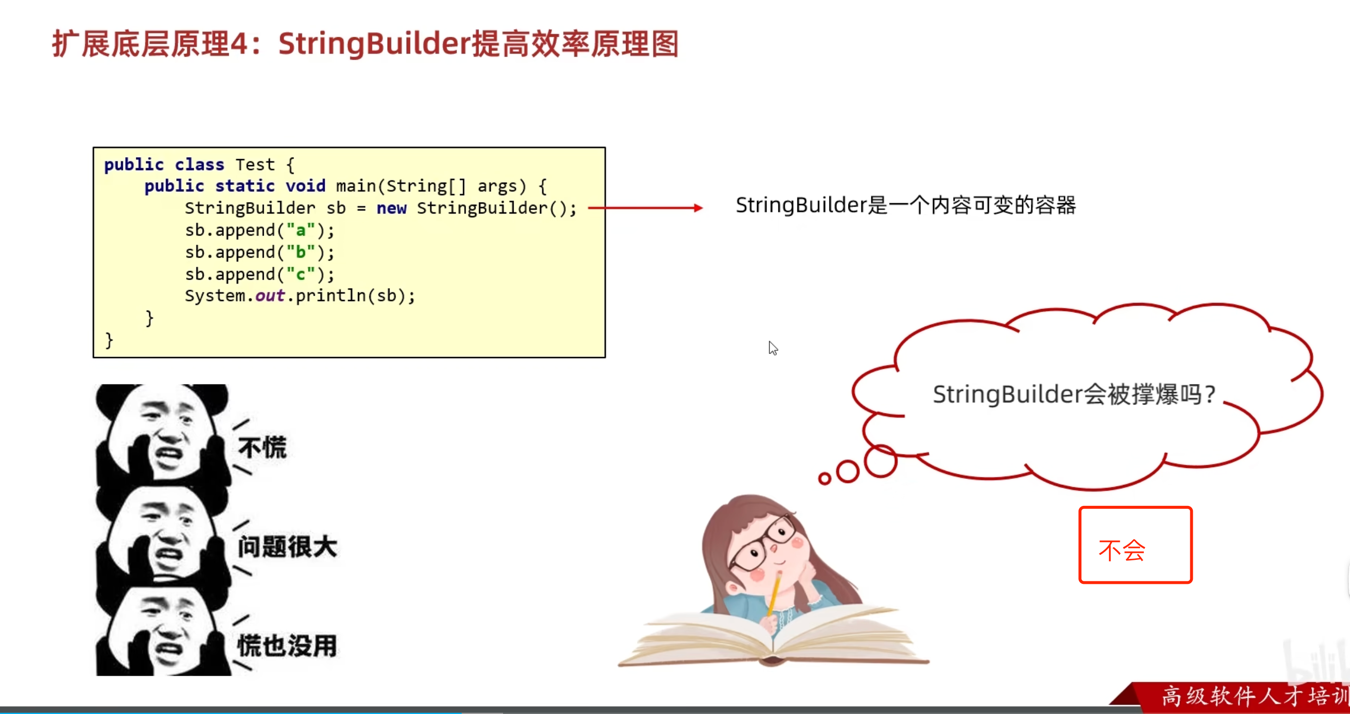 扩展底层原理4：StringBuilder提高效率原理图
public class Test {
public static void main(String[] args) {
StringBuilder sb = new StringBuilder();
sb.append("a");
sb.append("b");
sb.append("c");
System.out.println(sb);
}
}
StringBuilder是一个内容可变的容器
StringBuilder会被撑爆吗？
不会
不慌
问题很大
慌也没用
高级软件人才培训